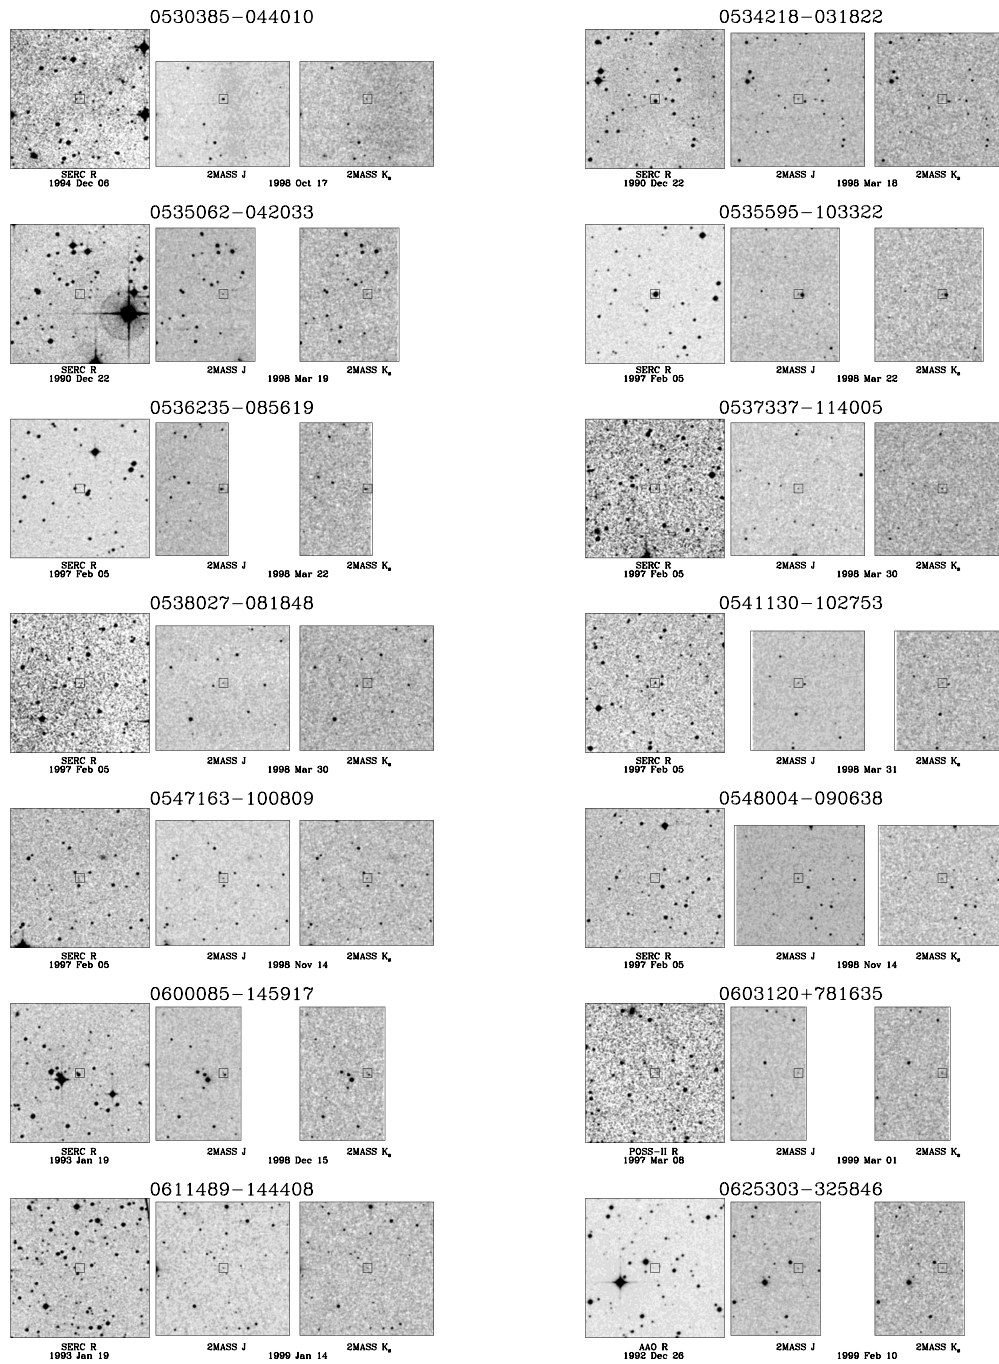 0530385-044010
SERC R 2MASS J 2MASS Ks
1994 Dec 06 1998 Oct 17
0534218-031822
SERC R 2MASS J 2MASS Ks
1990 Dec 22 1998 Mar 18
0535062-042033
SERC R 2MASS J 2MASS Ks
1990 Dec 22 1998 Mar 19
0535595-103322
SERC R 2MASS J 2MASS Ks
1997 Feb 05 1998 Mar 22
0536235-085619
SERC R 2MASS J 2MASS Ks
1997 Feb 05 1998 Mar 22
0537337-114005
SERC R 2MASS J 2MASS Ks
1997 Feb 05 1998 Mar 30
0538027-081848
SERC R 2MASS J 2MASS Ks
1997 Feb 05 1998 Mar 30
0541130-102753
SERC R 2MASS J 2MASS Ks
1997 Feb 05 1998 Mar 31
0547163-100809
SERC R 2MASS J 2MASS Ks
1997 Feb 05 1998 Nov 14
0548004-090638
SERC R 2MASS J 2MASS Ks
1997 Feb 05 1998 Nov 14
0600085-145917
SERC R 2MASS J 2MASS Ks
1993 Jan 19 1998 Dec 15
0603120+781635
POSS-II R 2MASS J 2MASS Ks
1997 Mar 08 1999 Mar 01
0611489-144408
SERC R 2MASS J 2MASS Ks
1993 Jan 19 1999 Jan 14
0625303-325846
AAO R 2MASS J 2MASS Ks
1992 Dec 26 1999 Feb 10